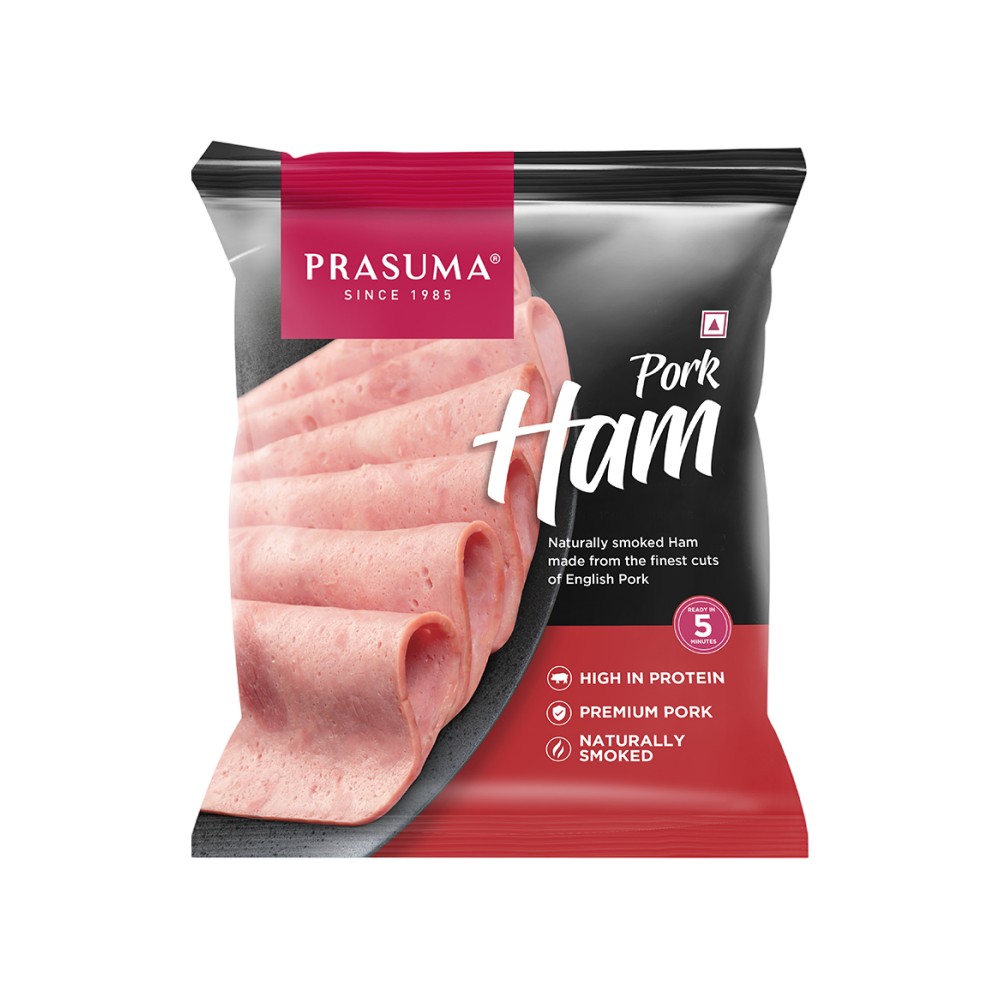 PRASUMA®
SINCE 1985
Pork
Ham
Naturally smoked Ham
made from the finest cuts
of English Pork
READY IN
5
MINUTES
HIGH IN PROTEIN
PREMIUM PORK
NATURALLY
SMOKED